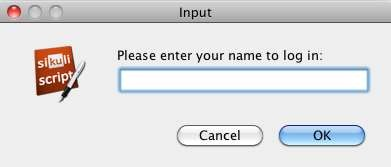 Input
sikuli
script
Please enter your name to log in:
Cancel
OK